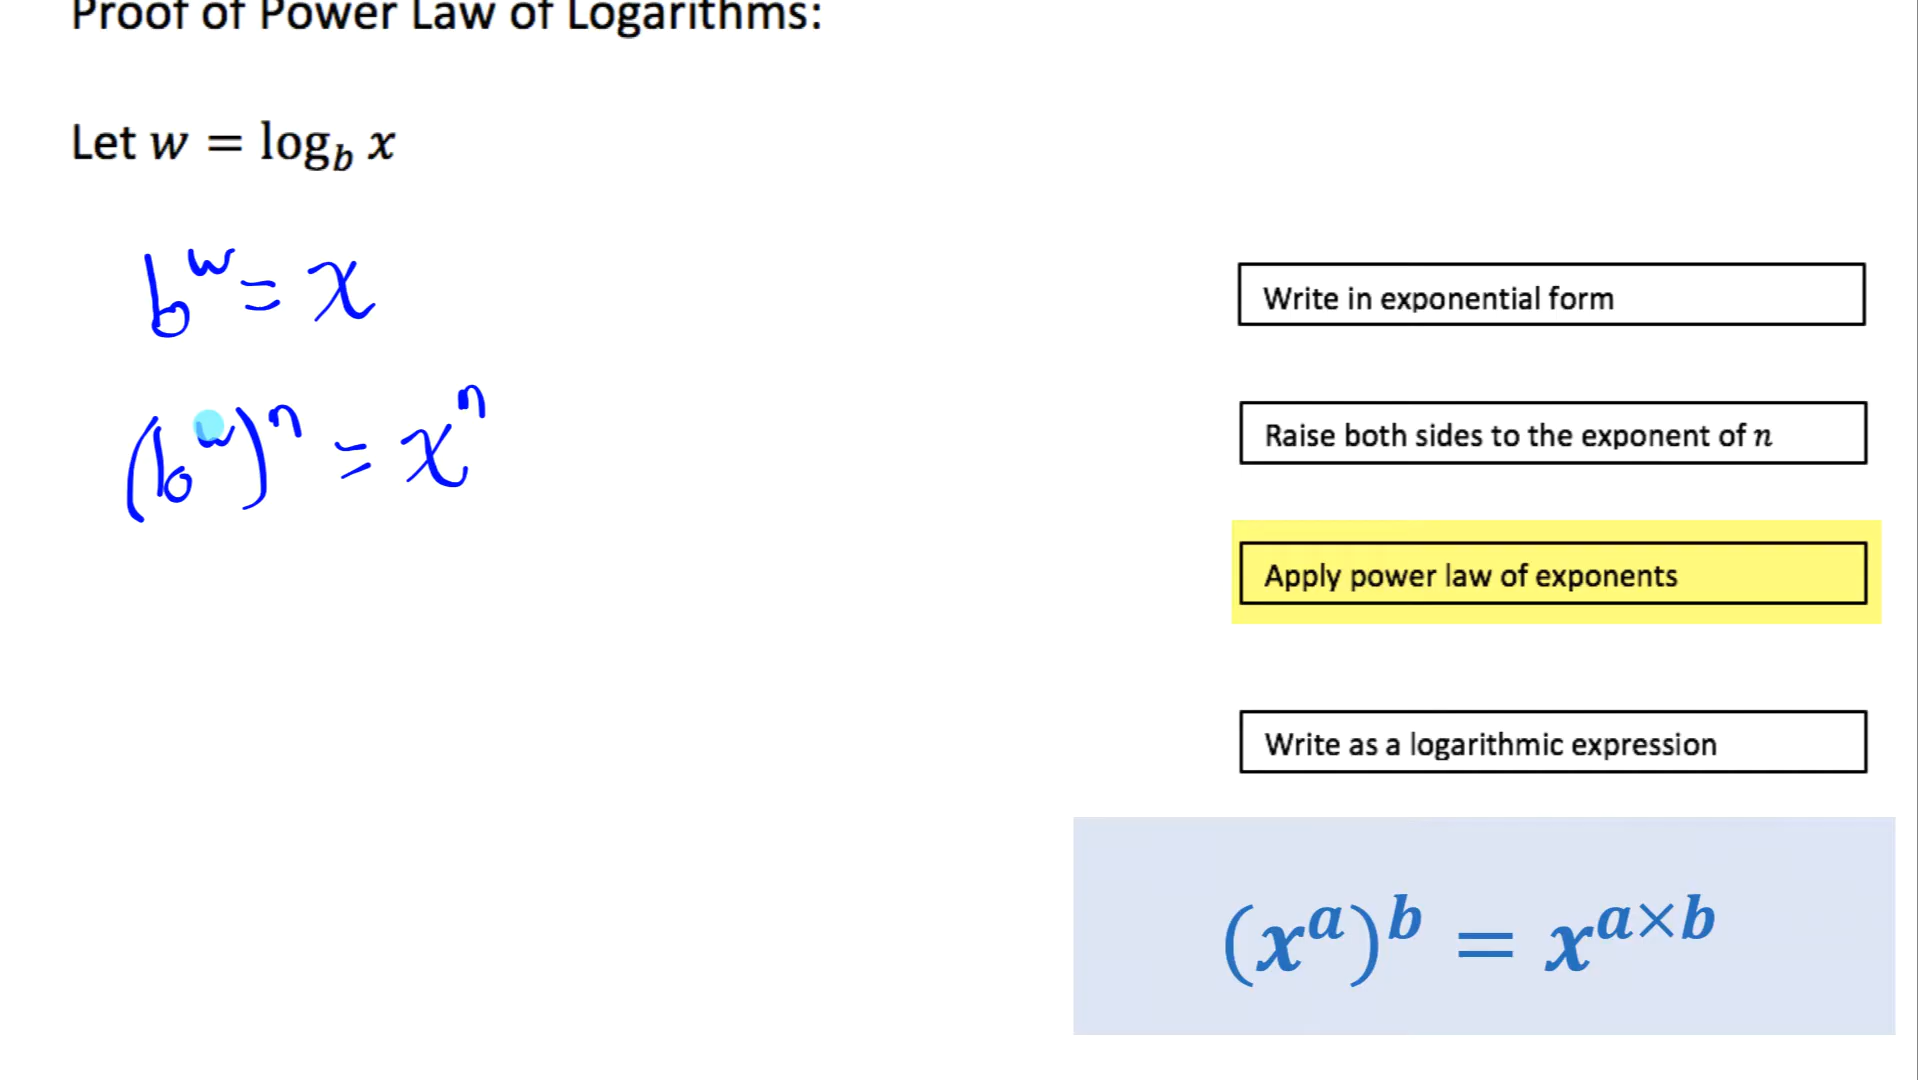 Proof of Power Law of Logarithms:
Let w = log_b x
b^w = x
Write in exponential form
(b^w)^n = x^n
Raise both sides to the exponent of n
Apply power law of exponents
Write as a logarithmic expression
(x^a)^b = x^{a×b}